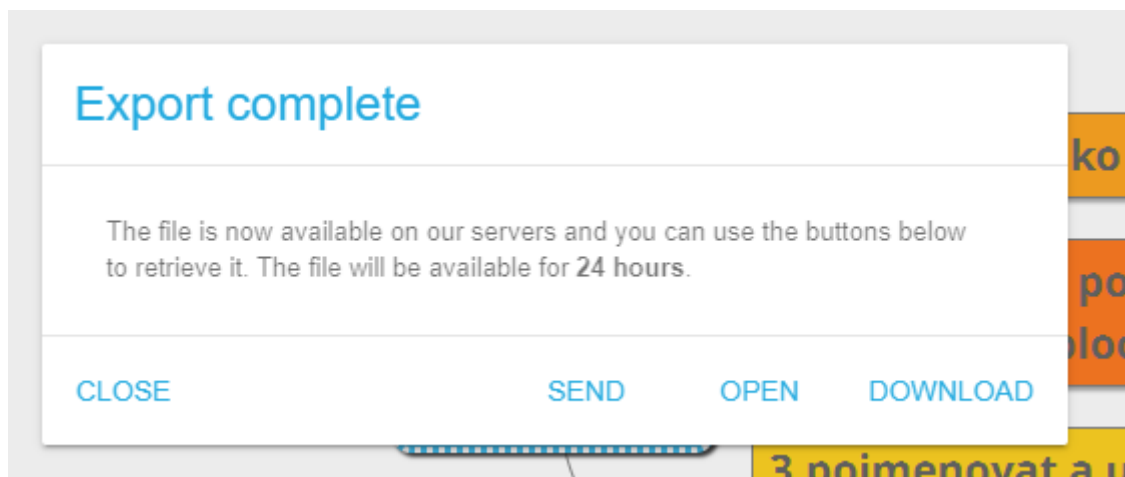 Export complete
ko
The file is now available on our servers and you can use the buttons below
to retrieve it. The file will be available for 24 hours.
po
CLOSE
SEND
OPEN
DOWNLOAD
3 pojmenovat a u